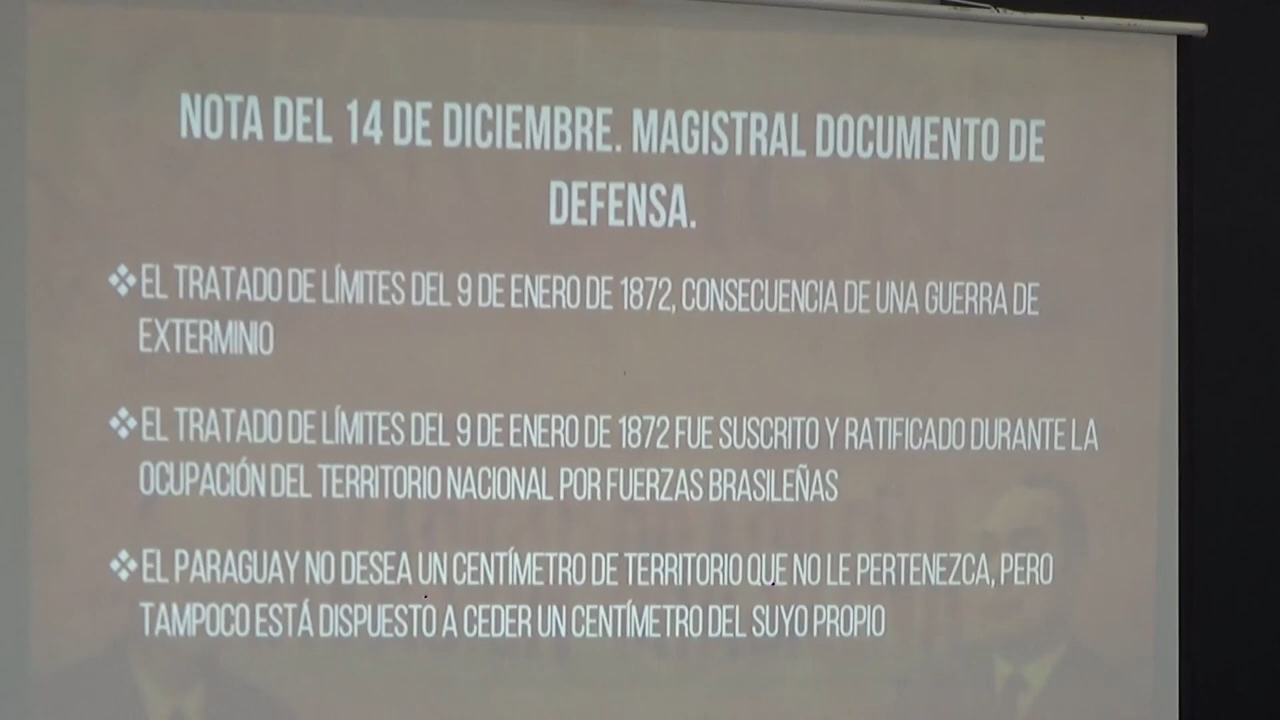 NOTA DEL 14 DE DICIEMBRE. MAGISTRAL DOCUMENTO DE
DEFENSA.
❖EL TRATADO DE LÍMITES DEL 9 DE ENERO DE 1872, CONSECUENCIA DE UNA GUERRA DE
EXTERMINIO
❖EL TRATADO DE LÍMITES DEL 9 DE ENERO DE 1872 FUE SUSCRITO Y RATIFICADO DURANTE LA
OCUPACIÓN DEL TERRITORIO NACIONAL POR FUERZAS BRASILEÑAS
❖EL PARAGUAY NO DESEA UN CENTÍMETRO DE TERRITORIO QUE NO LE PERTENEZCA, PERO
TAMPOCO ESTÁ DISPUESTO A CEDER UN CENTÍMETRO DEL SUYO PROPIO